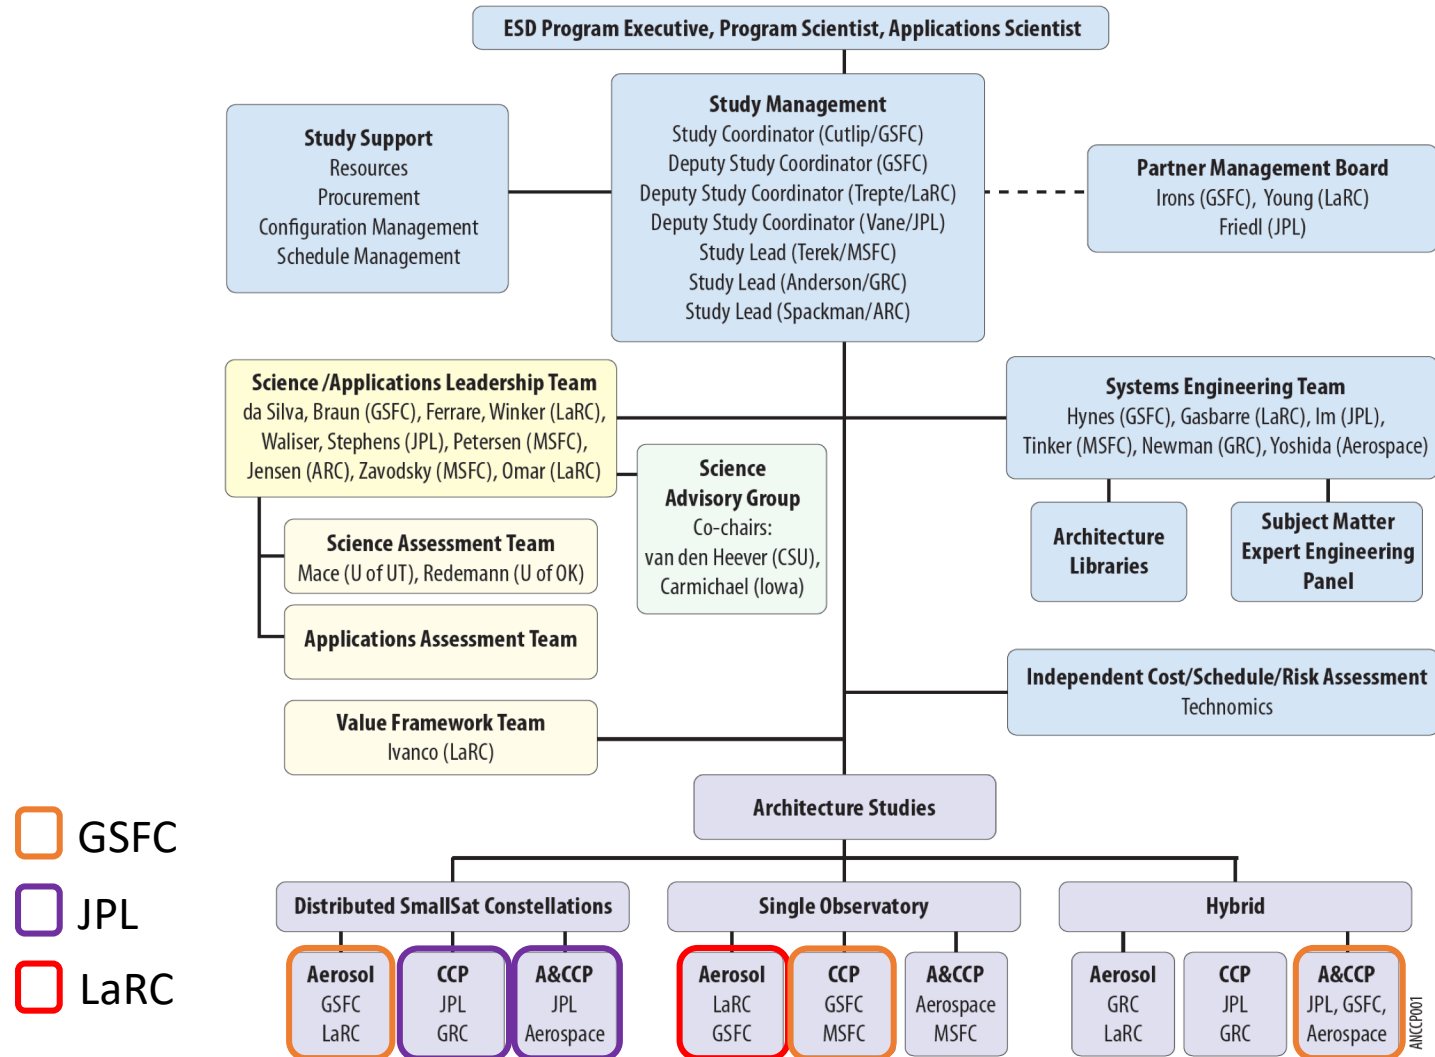 ESD Program Executive, Program Scientist, Applications Scientist
Study Support
Resources
Procurement
Configuration Management
Schedule Management
Study Management
Study Coordinator (Cutlip/GSFC)
Deputy Study Coordinator (GSFC)
Deputy Study Coordinator (Trepte/LaRC)
Deputy Study Coordinator (Vane/JPL)
Study Lead (Terek/MSFC)
Study Lead (Anderson/GRC)
Study Lead (Spackman/ARC)
Partner Management Board
Irons (GSFC), Young (LaRC)
Friedl (JPL)
Science /Applications Leadership Team
da Silva, Braun (GSFC), Ferrare, Winker (LaRC),
Waliser, Stephens (JPL), Petersen (MSFC),
Jensen (ARC), Zavodsky (MSFC), Omar (LaRC)
Science
Advisory Group
Co-chairs:
van den Heever (CSU),
Carmichael (Iowa)
Science Assessment Team
Mace (U of UT), Redemann (U of OK)
Applications Assessment Team
Value Framework Team
Ivanco (LaRC)
Systems Engineering Team
Hynes (GSFC), Gasbarre (LaRC), Im (JPL),
Tinker (MSFC), Newman (GRC), Yoshida (Aerospace)
Architecture
Libraries
Subject Matter
Expert Engineering
Panel
Independent Cost/Schedule/Risk Assessment
Technomics
Architecture Studies
GSFC
JPL
LaRC
Distributed SmallSat Constellations
Aerosol
GSFC
LaRC
CCP
JPL
GRC
A&CCP
JPL
Aerospace
Single Observatory
Aerosol
LaRC
GSFC
CCP
GSFC
MSFC
A&CCP
Aerospace
MSFC
Hybrid
Aerosol
GRC
LaRC
CCP
JPL
GRC
A&CCP
JPL, GSFC,
Aerospace
ANCCP001